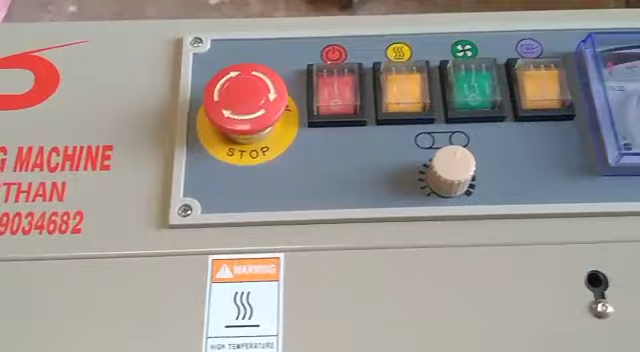 STOP
G MACHINE
THAN
9034682
WARNING
HIGH TEMPERATURE